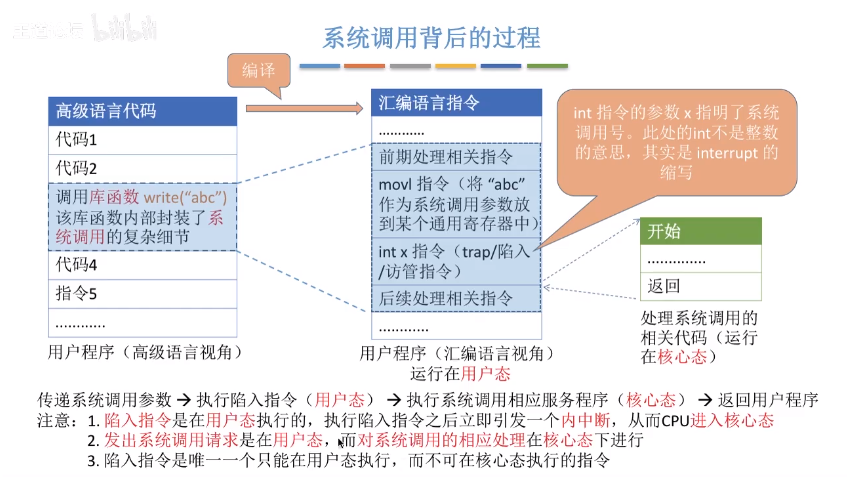 bilibili
系统调用背后的过程
编译
高级语言代码
代码1
代码2
调用库函数 write(“abc”)
该库函数内部封装了系
统调用的复杂细节
代码4
指令5
…………
用户程序（高级语言视角）
汇编语言指令
…………
前期处理相关指令
movl 指令（将 “abc”
作为系统调用参数放
到某个通用寄存器中）
int x 指令（trap/陷入
/访管指令）
后续处理相关指令
…………
用户程序（汇编语言视角）
运行在用户态
int 指令的参数 x 指明了系统
调用号。此处的int不是整数
的意思，其实是 interrupt 的
缩写
开始
…………..
返回
处理系统调用的
相关代码（运行
在核心态）
传递系统调用参数 → 执行陷入指令（用户态） → 执行系统调用相应服务程序（核心态） → 返回用户程序
注意：1. 陷入指令是在用户态执行的，执行陷入指令之后立即引发一个内中断，从而CPU进入核心态
2. 发出系统调用请求是在用户态，而对系统调用的相应处理在核心态下进行
3. 陷入指令是唯一一个只能在用户态执行，而不可在核心态执行的指令